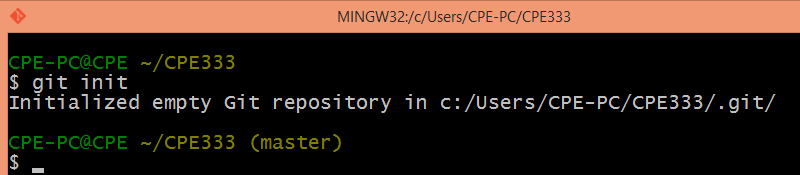 MINGW32:/c/Users/CPE-PC/CPE333
CPE-PC@CPE ~/CPE333
$ git init
Initialized empty Git repository in c:/Users/CPE-PC/CPE333/.git/
CPE-PC@CPE ~/CPE333 (master)
$